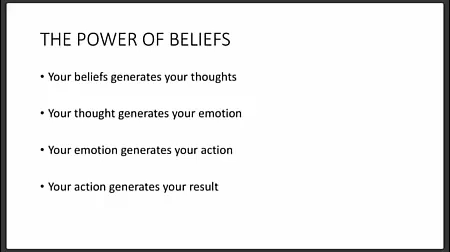 THE POWER OF BELIEFS
• Your beliefs generates your thoughts
• Your thought generates your emotion
• Your emotion generates your action
• Your action generates your result